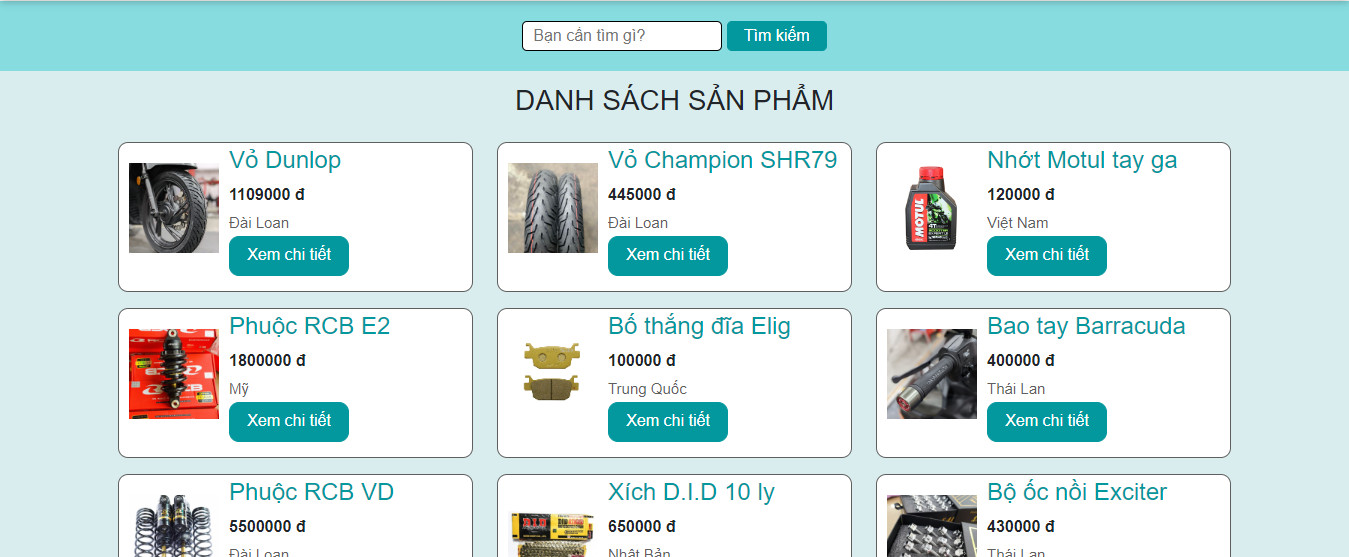 Bạn cần tìm gì?
Tìm kiếm
DANH SÁCH SẢN PHẨM
Vỏ Dunlop
1109000 đ
Đài Loan
Xem chi tiết
Vỏ Champion SHR79
445000 đ
Đài Loan
Xem chi tiết
Nhớt Motul tay ga
120000 đ
Việt Nam
Xem chi tiết
MOTUL
4T
Phuộc RCB E2
1800000 đ
Mỹ
Xem chi tiết
RCB
Bố thắng đĩa Elig
100000 đ
Trung Quốc
Xem chi tiết
Bao tay Barracuda
400000 đ
Thái Lan
Xem chi tiết
Phuộc RCB VD
5500000 đ
Đài Loan
Xích D.I.D 10 ly
650000 đ
Nhật Bản
D.I.D
Bộ ốc nồi Exciter
430000 đ
Thái Lan